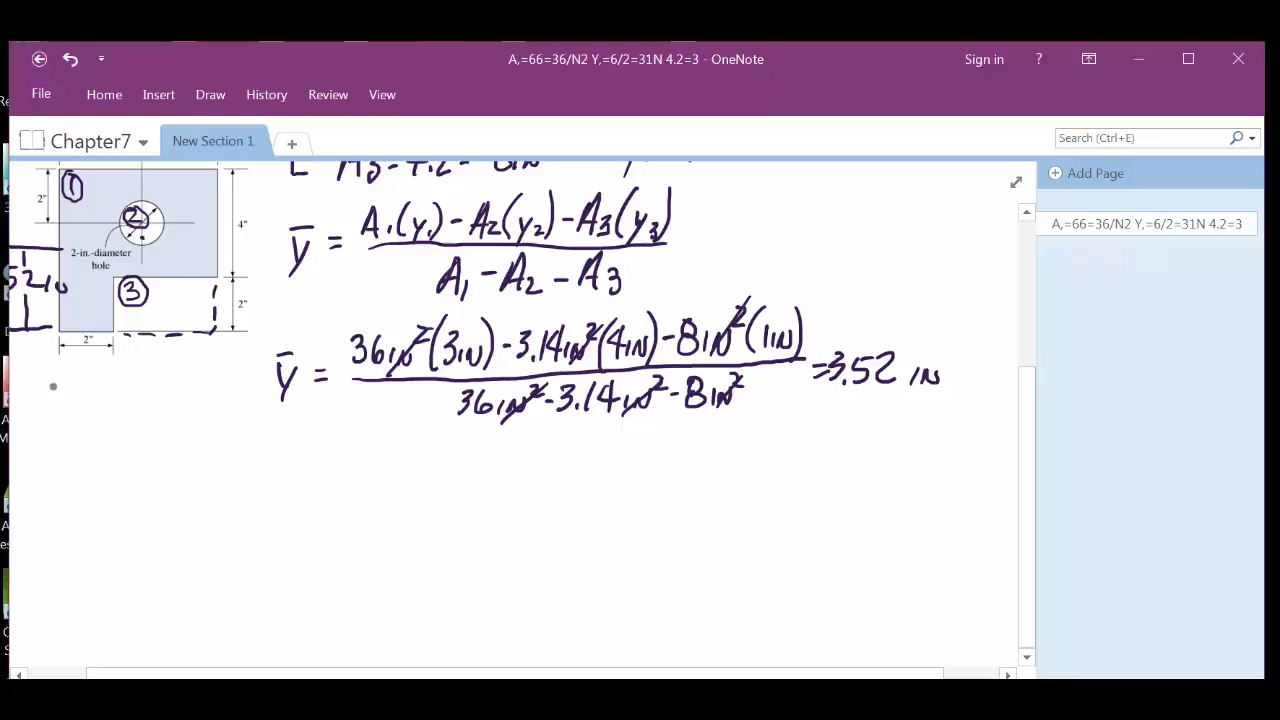 A,=66=36/N2 Y,=6/2=31N 4.2=3 - OneNote
Sign in
?
File
Home
Insert
Draw
History
Review
View
Chapter7
New Section 1
+
Search (Ctrl+E)
Add Page
A,=66=36/N2 Y,=6/2=31N 4.2=3
1
2"
2
4"
2-in.-diameter
hole
3
2"
2"
ȳ = A₁(y₁) - A₂(y₂) - A₃(y₃)
A₁ - A₂ - A₃
ȳ = 36in²(3in) - 3.14in²(4in) - 8in²(1in) = 3.52 in
36in² - 3.14in² - 8in²